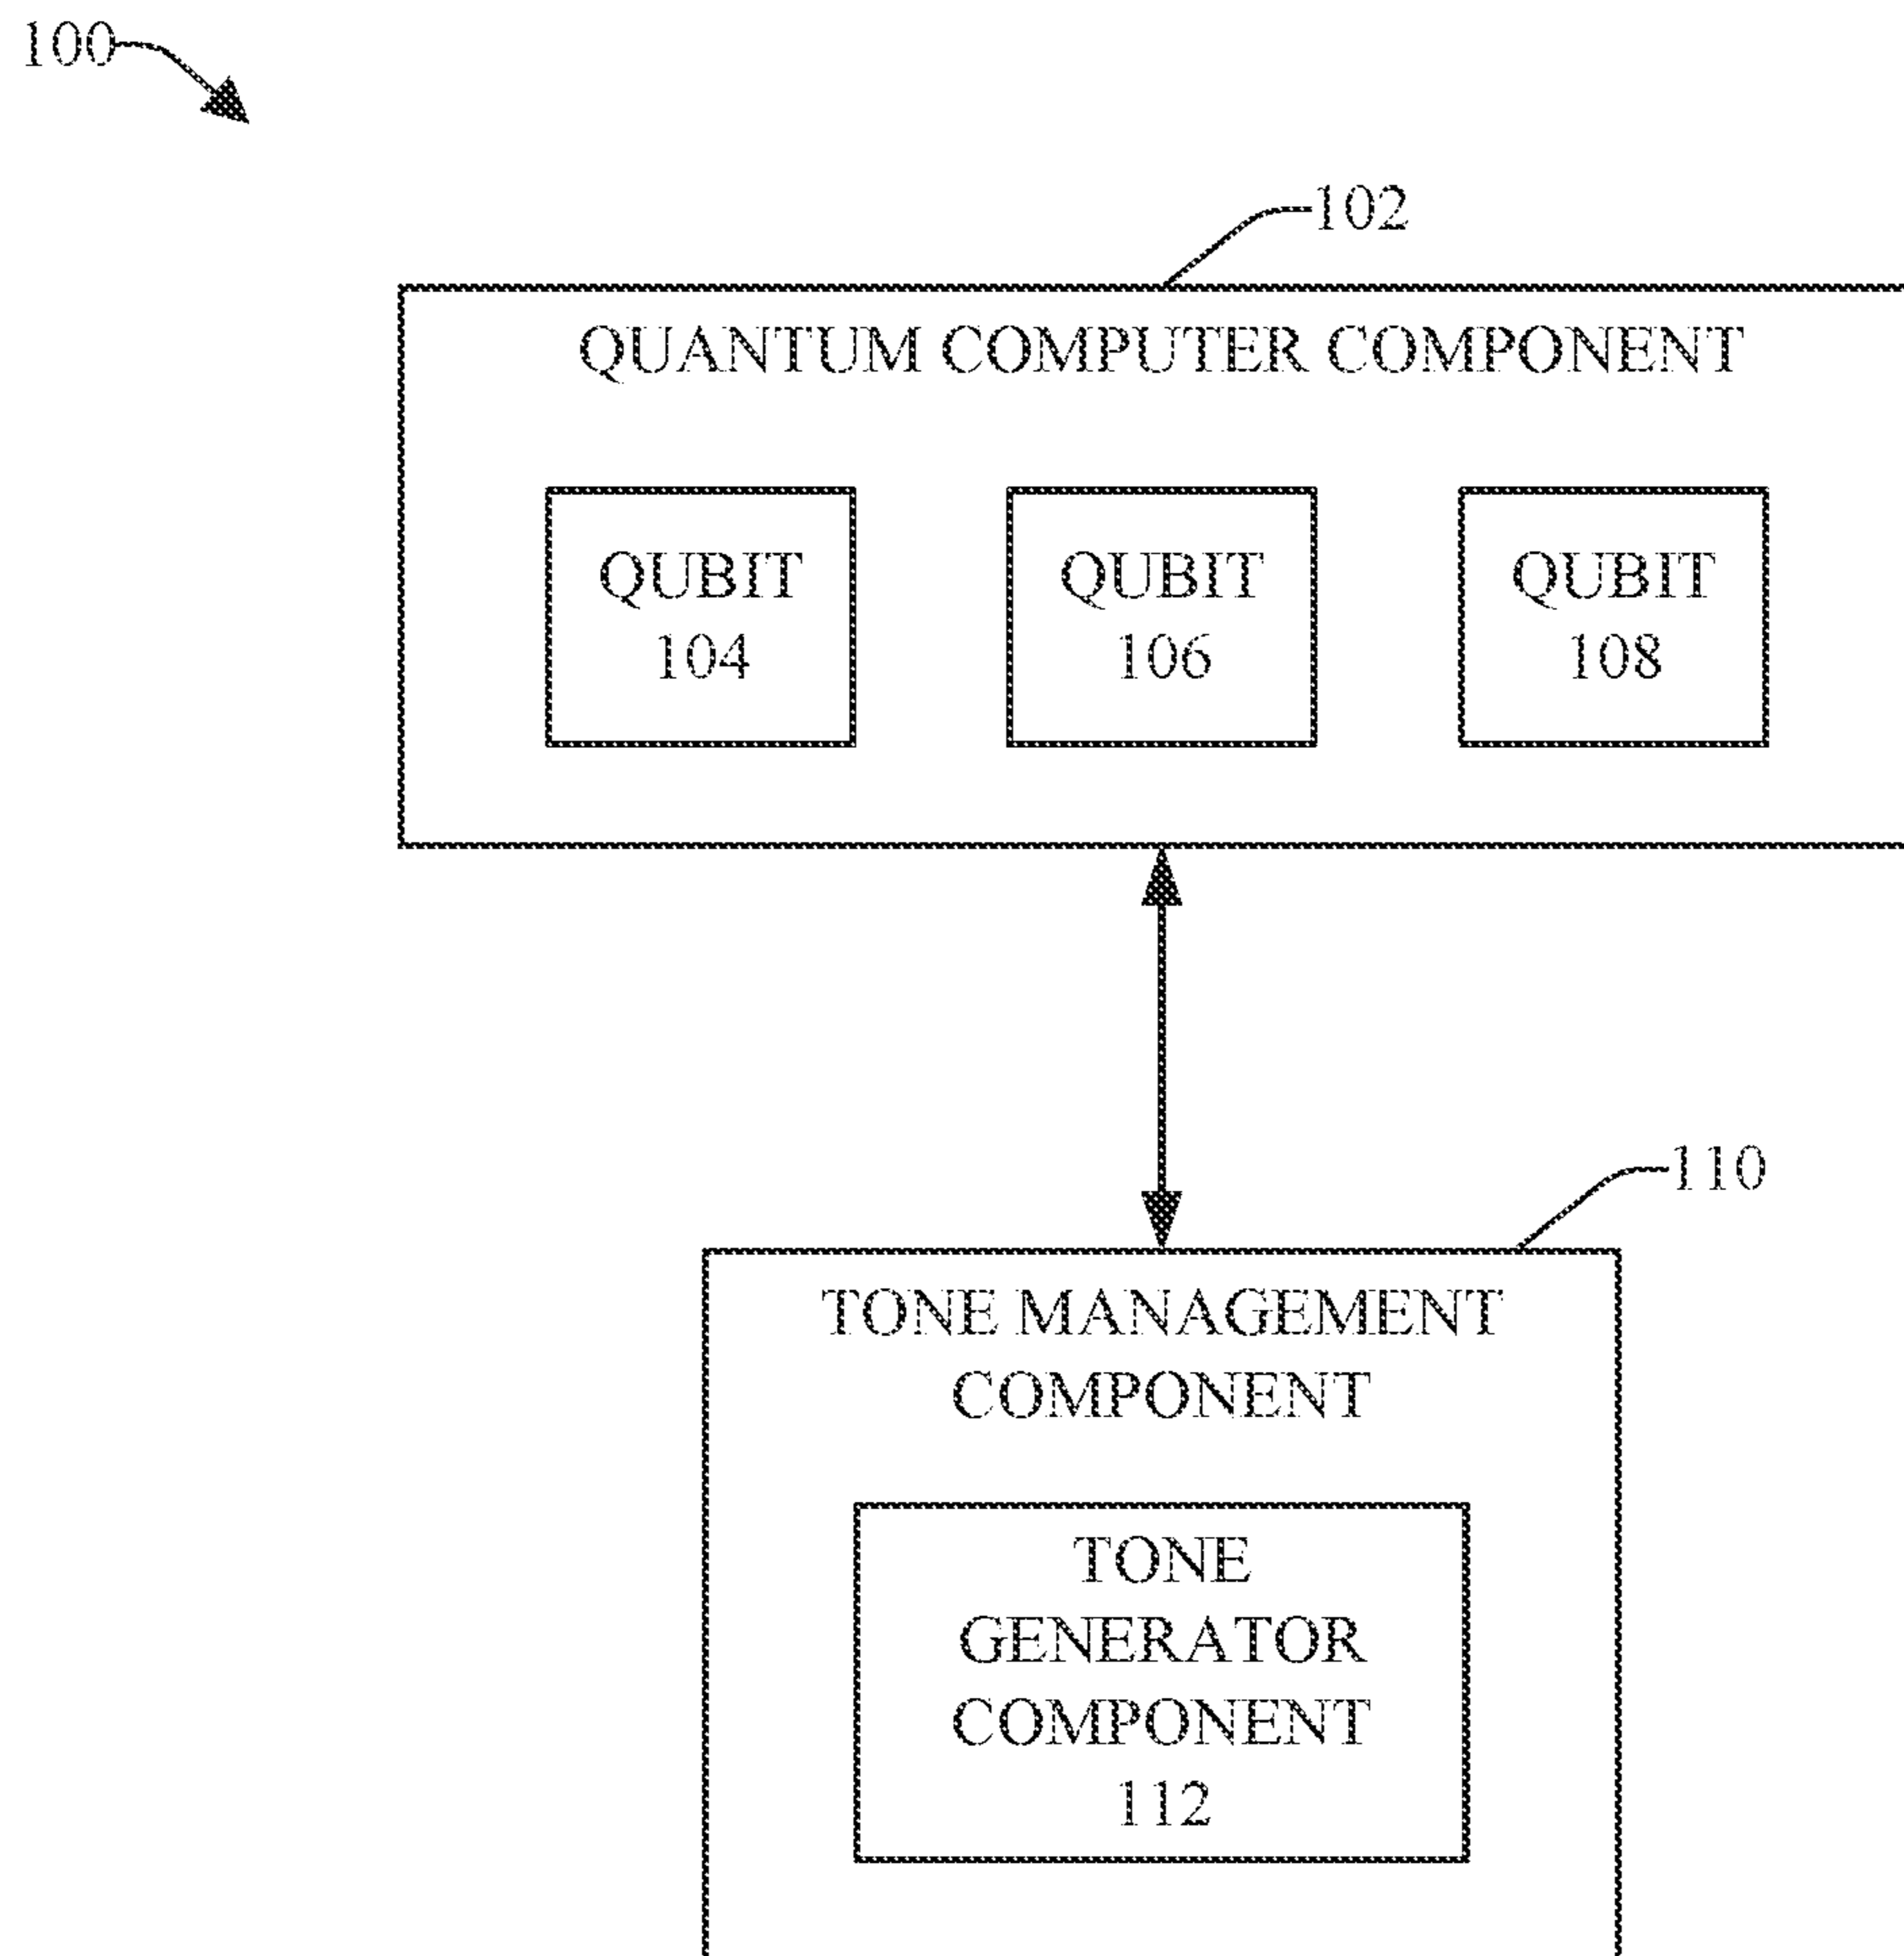 100
102
QUANTUM COMPUTER COMPONENT
QUBIT
104
QUBIT
106
QUBIT
108
110
TONE MANAGEMENT
COMPONENT
TONE
GENERATOR
COMPONENT
112